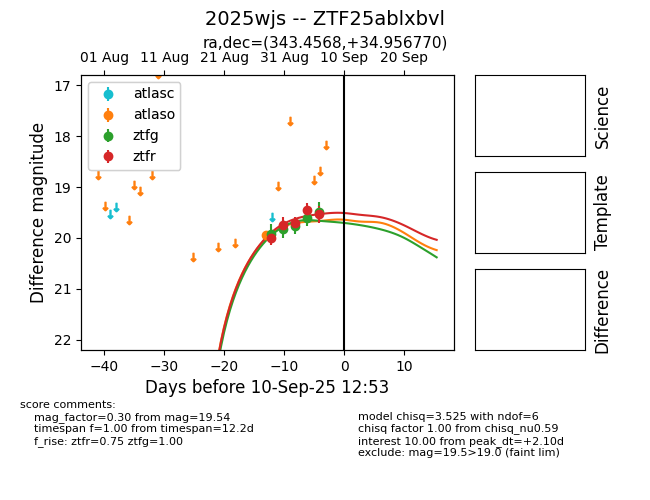 2025wjs -- ZTF25ablxbvl
ra,dec=(343.4568,+34.956770)
01 Aug 11 Aug 21 Aug 31 Aug 10 Sep 20 Sep
17
18
19
20
21
22
Difference magnitude
atlasc
atlaso
ztfg
ztfr
−40 −30 −20 −10 0 10
Days before 10-Sep-25 12:53
Science
Template
Difference
score comments:
mag_factor=0.30 from mag=19.54
timespan f=1.00 from timespan=12.2d
f_rise: ztfr=0.75 ztfg=1.00
model chisq=3.525 with ndof=6
chisq factor 1.00 from chisq_nu0.59
interest 10.00 from peak_dt=+2.10d
exclude: mag=19.5>19.0 (faint lim)